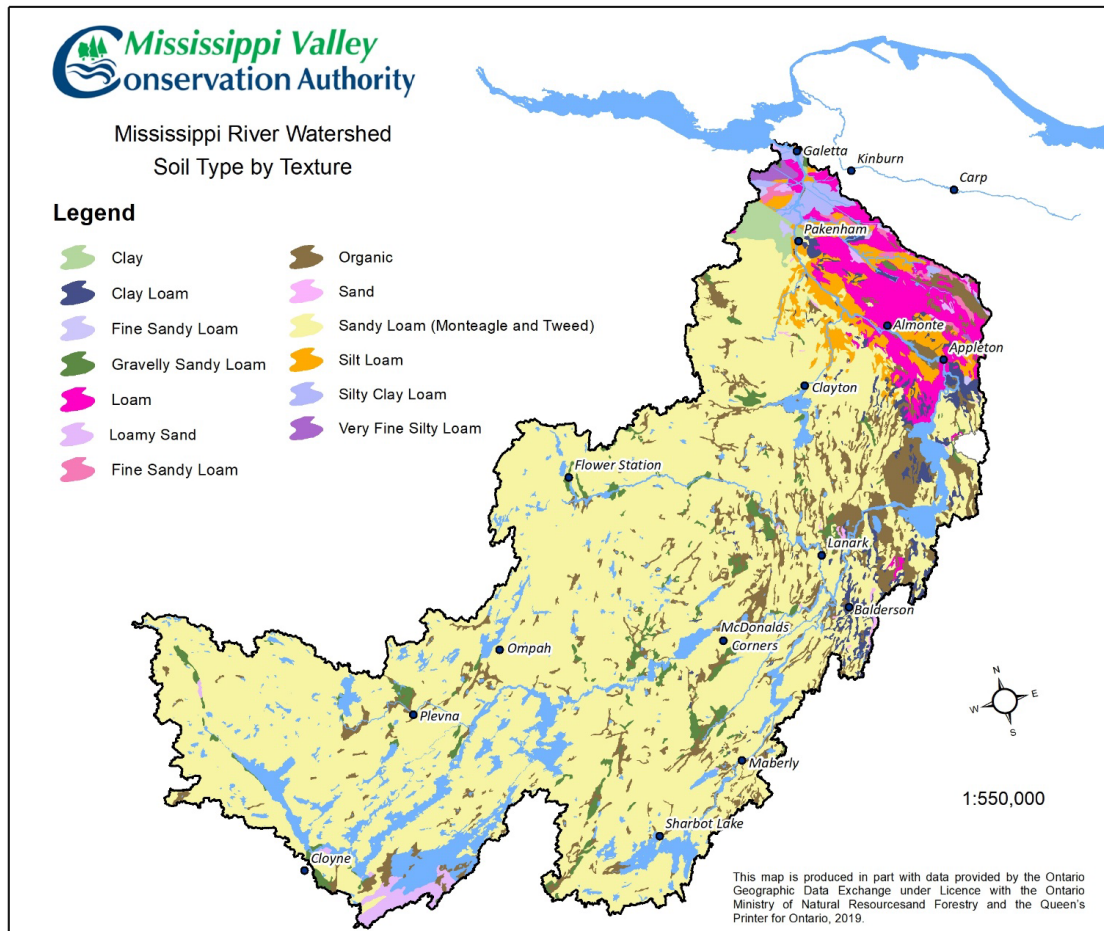 Mississippi Valley
Conservation Authority
Mississippi River Watershed
Soil Type by Texture
Legend
Clay
Clay Loam
Fine Sandy Loam
Gravelly Sandy Loam
Loam
Loamy Sand
Fine Sandy Loam
Organic
Sand
Sandy Loam (Monteagle and Tweed)
Silt Loam
Silty Clay Loam
Very Fine Silty Loam
Galetta
Kinburn
Carp
Pakenham
Almonte
Appleton
Clayton
Flower Station
Lanark
Balderson
McDonalds
Corners
Ompah
Plevna
Maberly
Sharbot Lake
Cloyne
N
E
W
S
1:550,000
This map is produced in part with data provided by the Ontario
Geographic Data Exchange under Licence with the Ontario
Ministry of Natural Resourcesand Forestry and the Queen's
Printer for Ontario, 2019.